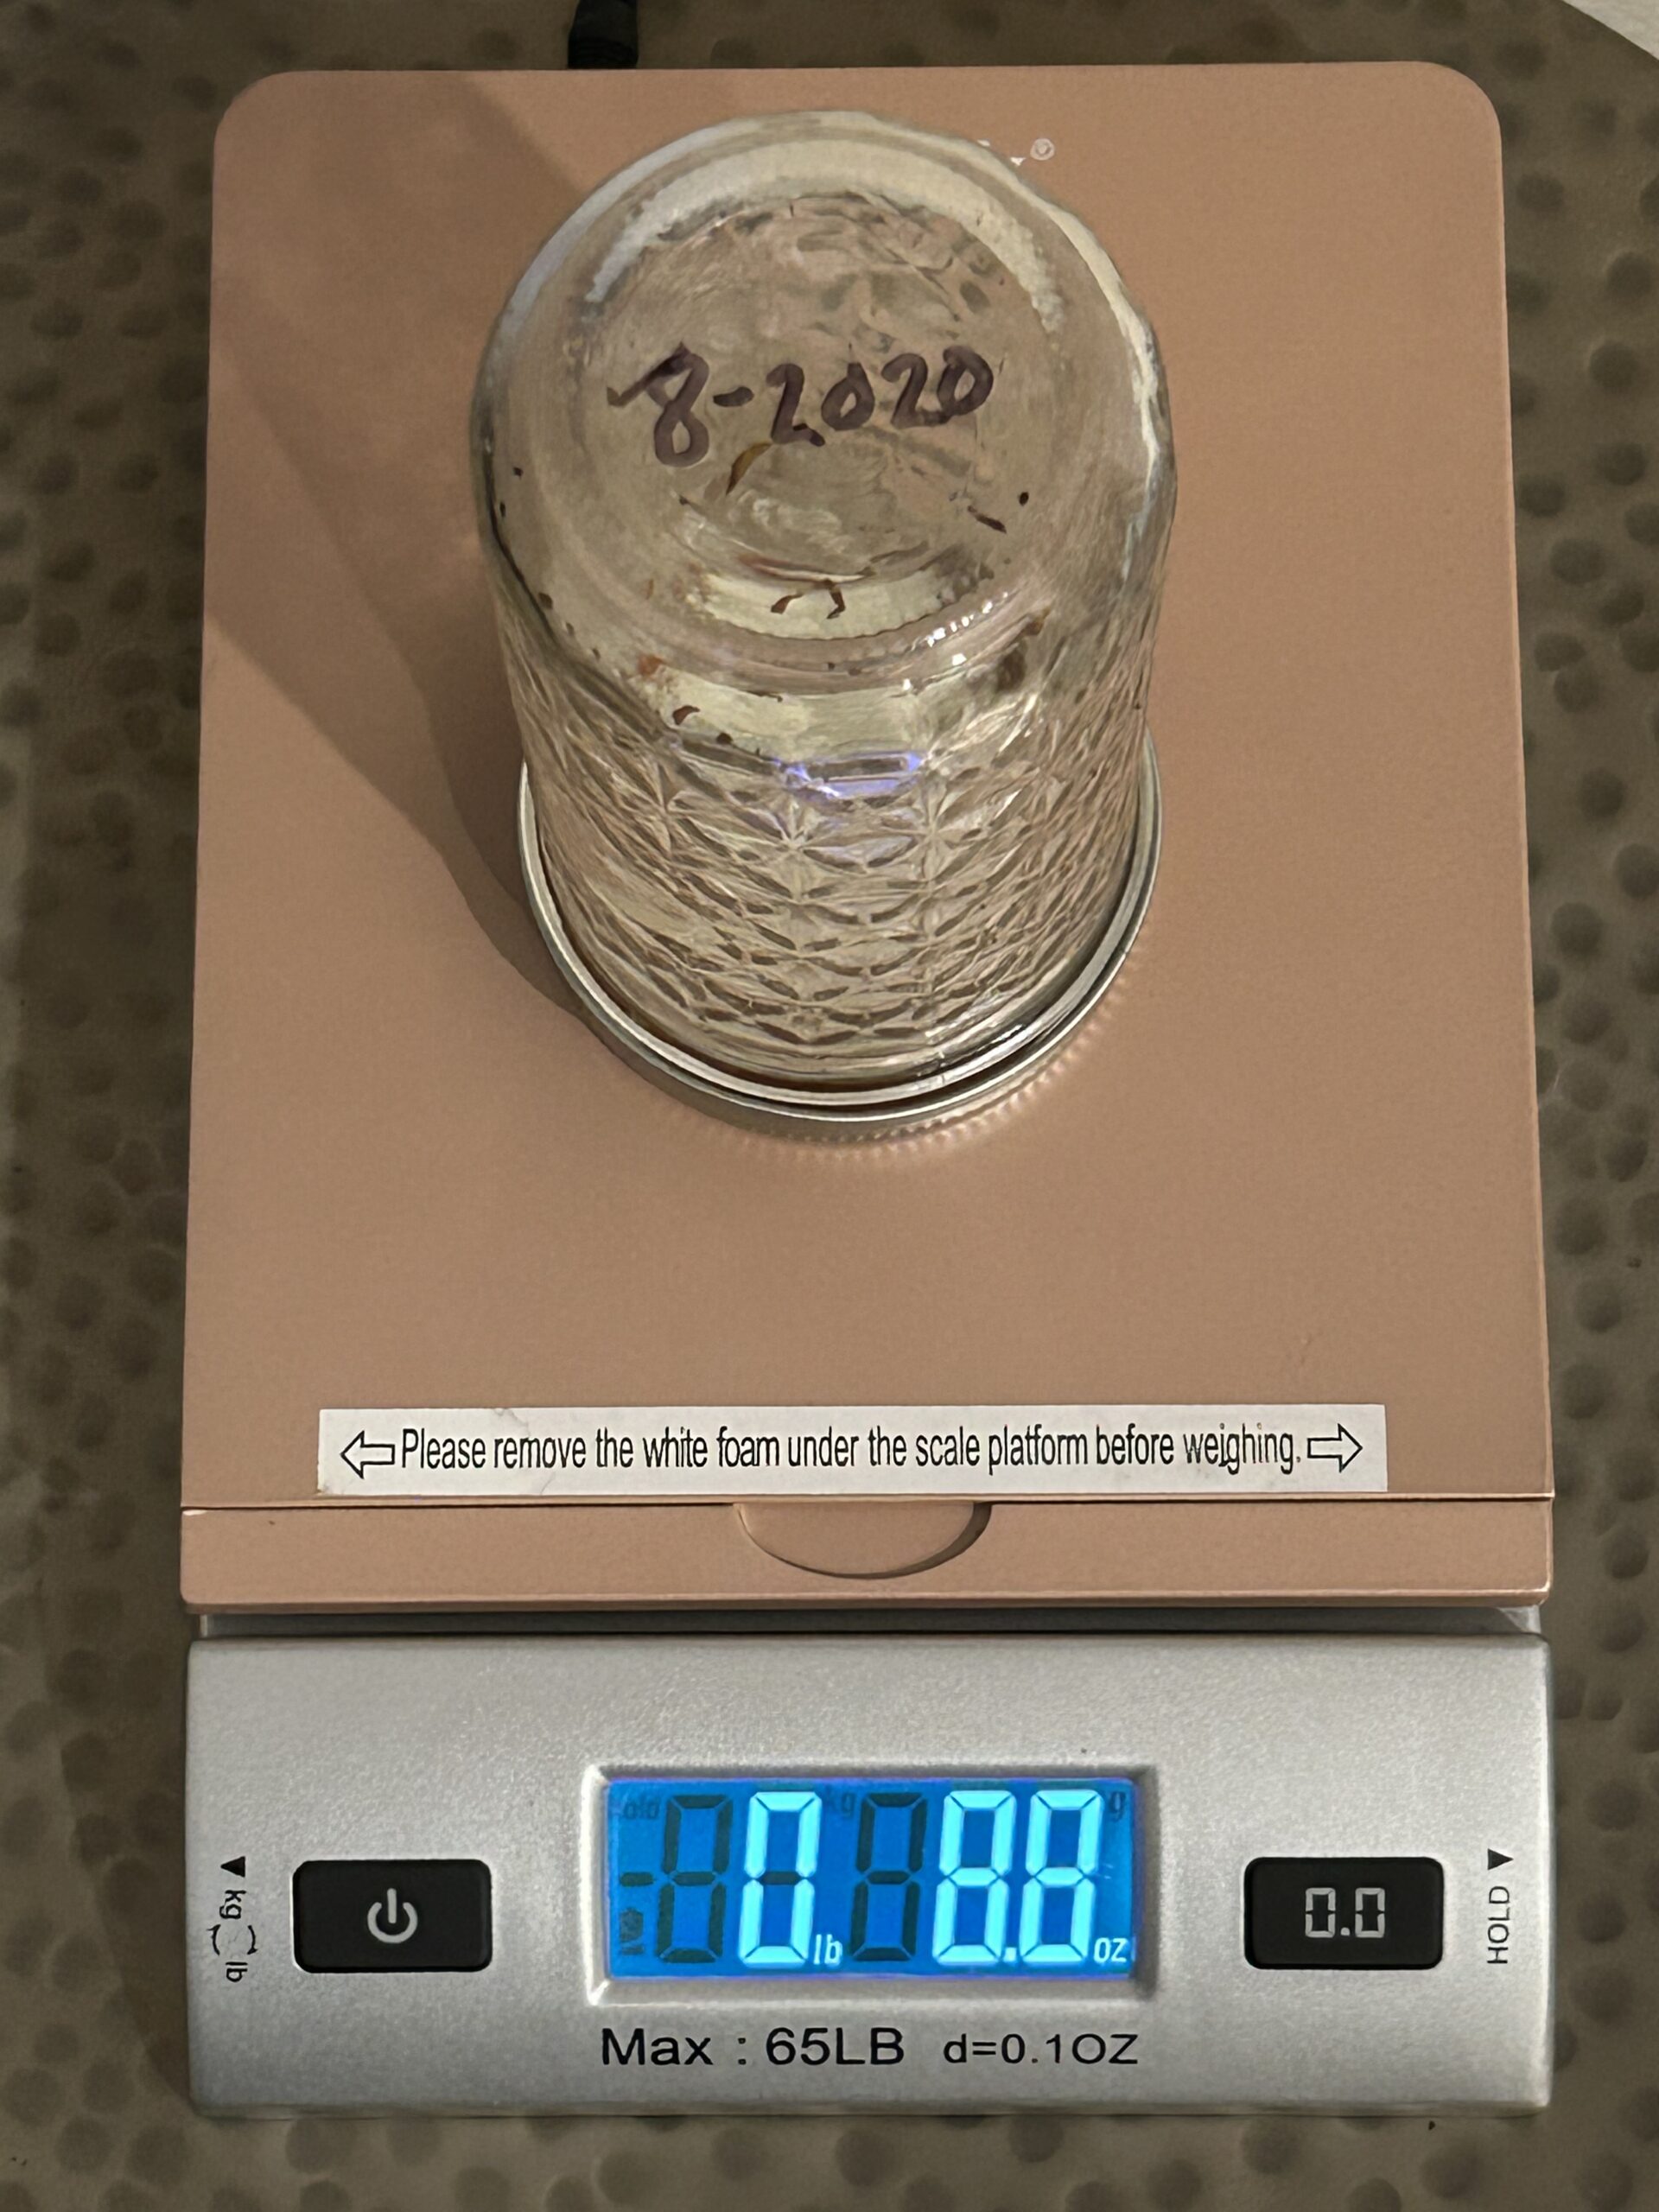 8-2020
Please remove the white foam under the scale platform before weighing.
0 lb 8.8 oz
kg lb
0.0
HOLD
Max : 65LB d=0.1OZ